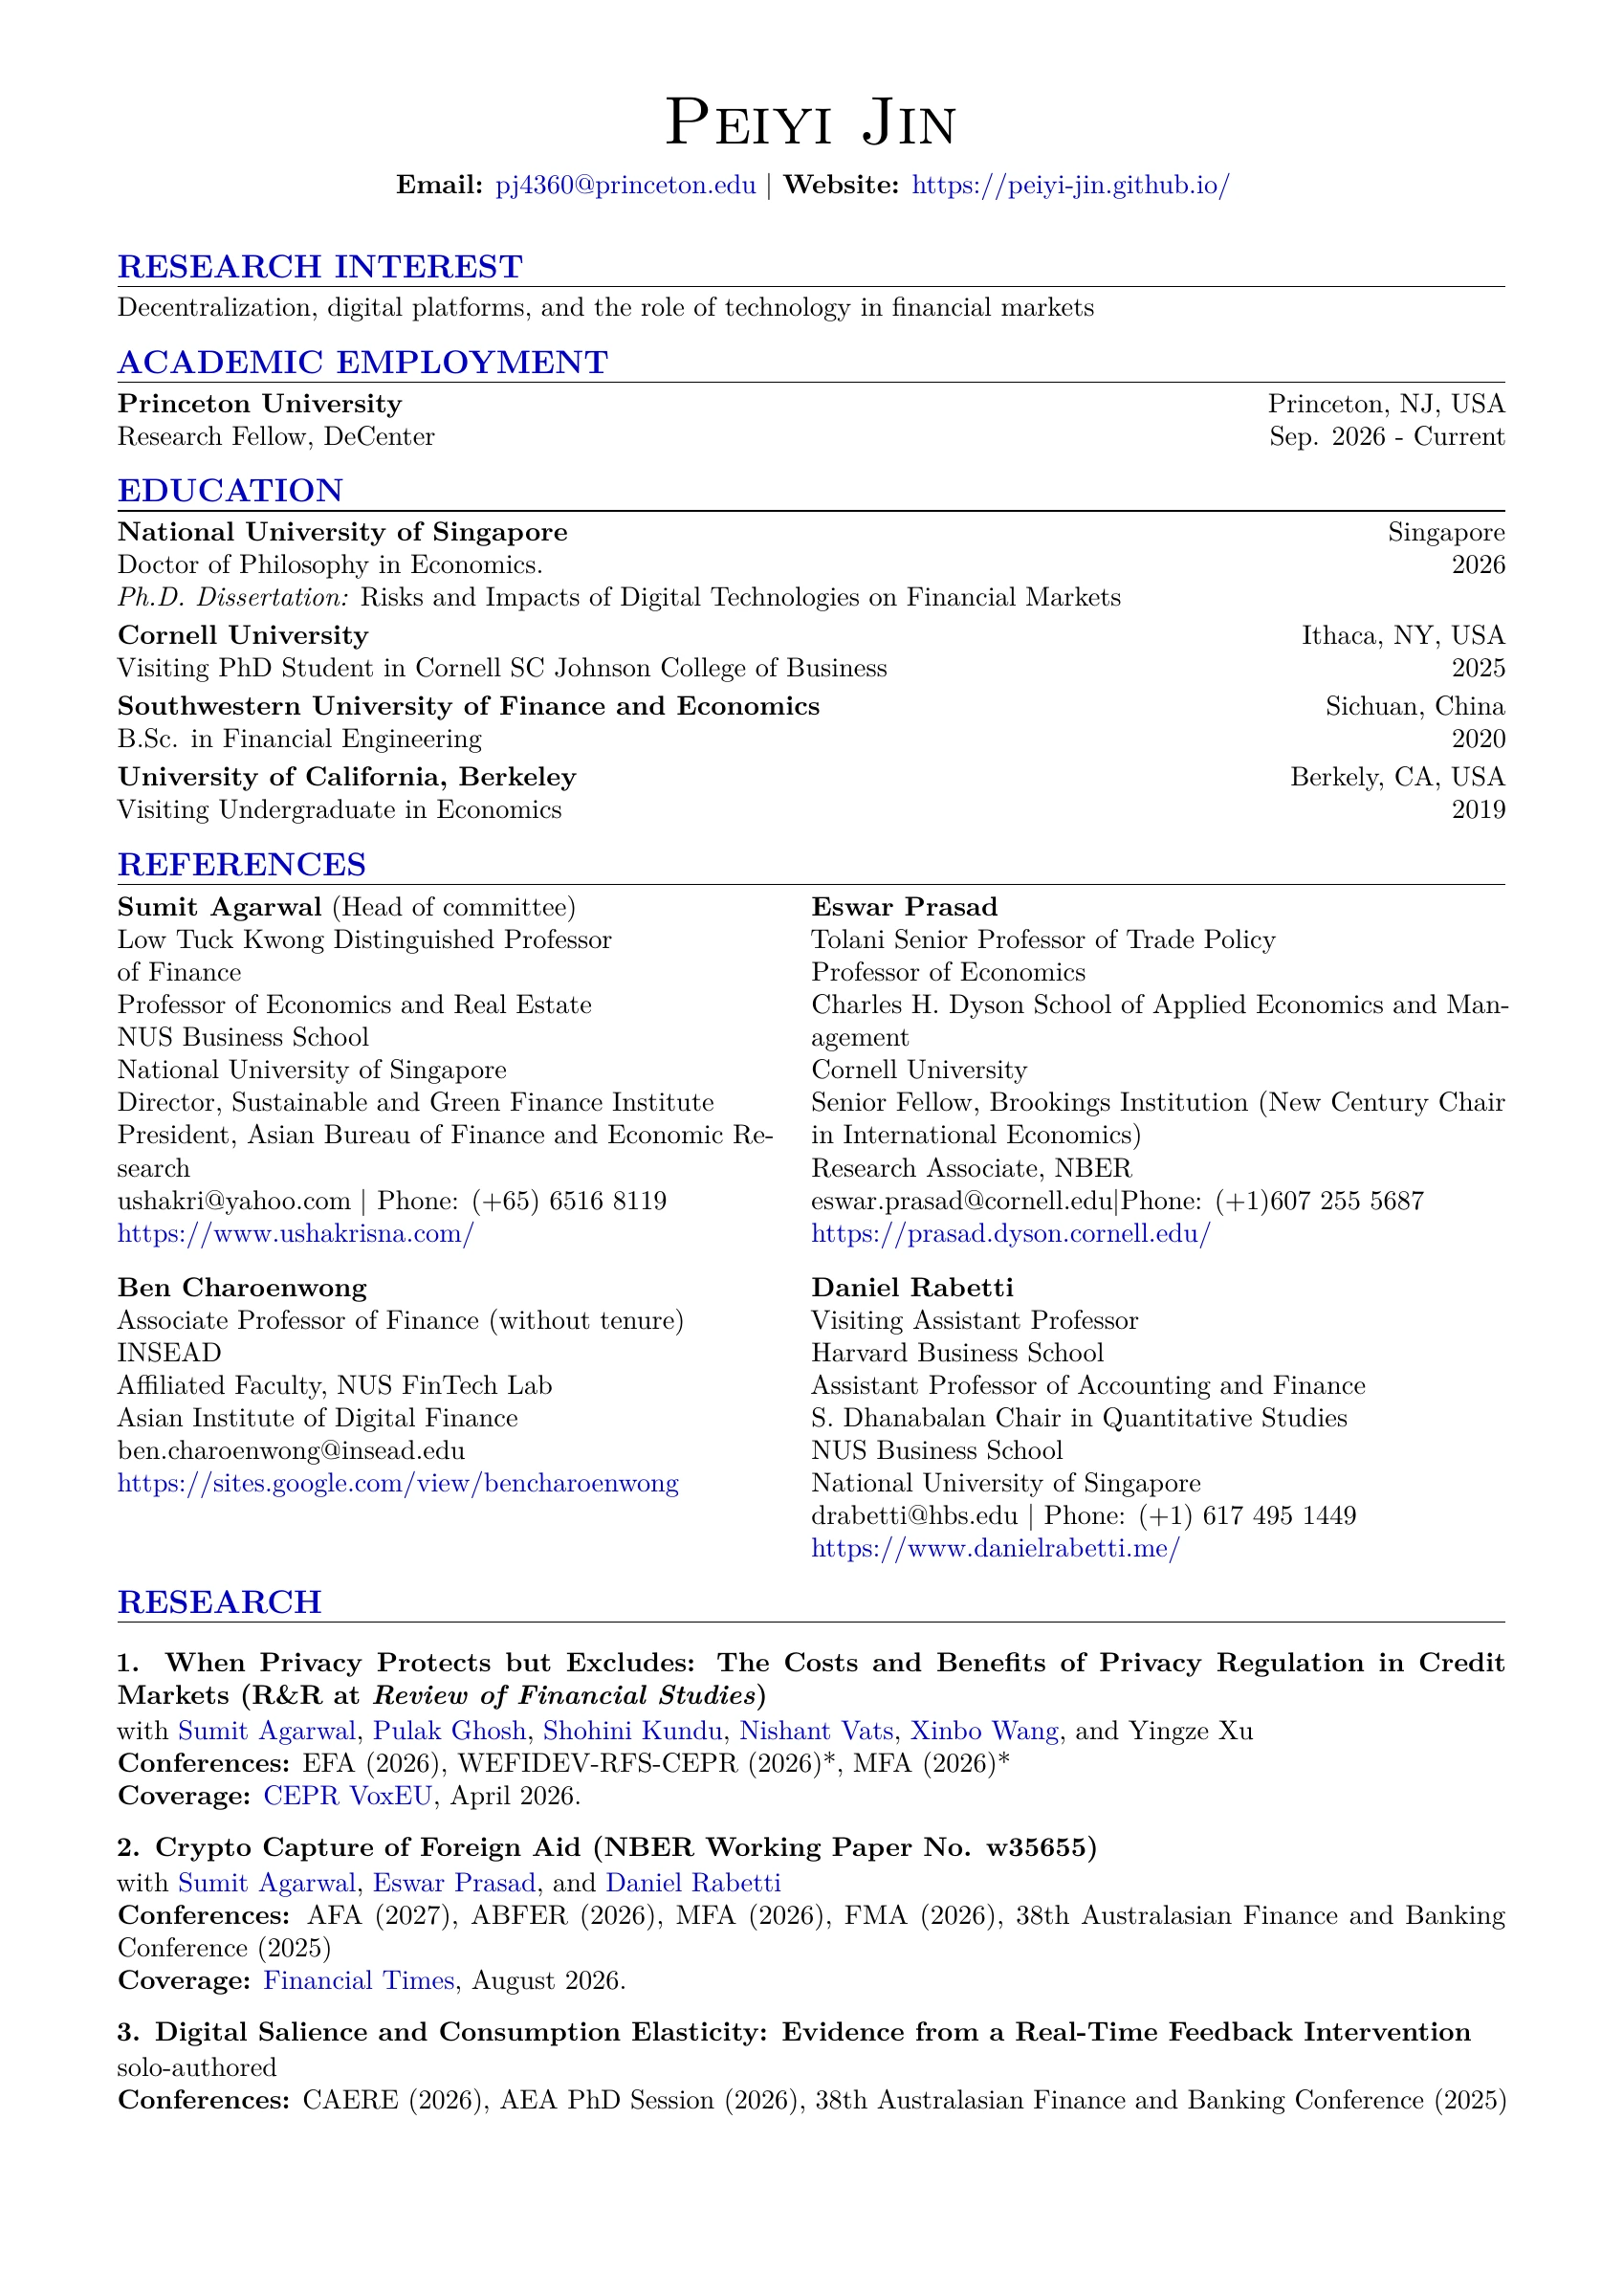 Peiyi Jin
Email: pj4360@princeton.edu | Website: https://peiyi-jin.github.io/
RESEARCH INTEREST
Decentralization, digital platforms, and the role of technology in financial markets
ACADEMIC EMPLOYMENT
Princeton University Princeton, NJ, USA
Research Fellow, DeCenter Sep. 2026 - Current
EDUCATION
National University of Singapore Singapore
Doctor of Philosophy in Economics. 2026
Ph.D. Dissertation: Risks and Impacts of Digital Technologies on Financial Markets
Cornell University Ithaca, NY, USA
Visiting PhD Student in Cornell SC Johnson College of Business 2025
Southwestern University of Finance and Economics Sichuan, China
B.Sc. in Financial Engineering 2020
University of California, Berkeley Berkely, CA, USA
Visiting Undergraduate in Economics 2019
REFERENCES
Sumit Agarwal (Head of committee)
Low Tuck Kwong Distinguished Professor
of Finance
Professor of Economics and Real Estate
NUS Business School
National University of Singapore
Director, Sustainable and Green Finance Institute
President, Asian Bureau of Finance and Economic Re-
search
ushakri@yahoo.com | Phone: (+65) 6516 8119
https://www.ushakrisna.com/
Eswar Prasad
Tolani Senior Professor of Trade Policy
Professor of Economics
Charles H. Dyson School of Applied Economics and Man-
agement
Cornell University
Senior Fellow, Brookings Institution (New Century Chair
in International Economics)
Research Associate, NBER
eswar.prasad@cornell.edu|Phone: (+1)607 255 5687
https://prasad.dyson.cornell.edu/
Ben Charoenwong
Associate Professor of Finance (without tenure)
INSEAD
Affiliated Faculty, NUS FinTech Lab
Asian Institute of Digital Finance
ben.charoenwong@insead.edu
https://sites.google.com/view/bencharoenwong
Daniel Rabetti
Visiting Assistant Professor
Harvard Business School
Assistant Professor of Accounting and Finance
S. Dhanabalan Chair in Quantitative Studies
NUS Business School
National University of Singapore
drabetti@hbs.edu | Phone: (+1) 617 495 1449
https://www.danielrabetti.me/
RESEARCH
1. When Privacy Protects but Excludes: The Costs and Benefits of Privacy Regulation in Credit
Markets (R&R at Review of Financial Studies)
with Sumit Agarwal, Pulak Ghosh, Shohini Kundu, Nishant Vats, Xinbo Wang, and Yingze Xu
Conferences: EFA (2026), WEFIDEV-RFS-CEPR (2026)*, MFA (2026)*
Coverage: CEPR VoxEU, April 2026.
2. Crypto Capture of Foreign Aid (NBER Working Paper No. w35655)
with Sumit Agarwal, Eswar Prasad, and Daniel Rabetti
Conferences: AFA (2027), ABFER (2026), MFA (2026), FMA (2026), 38th Australasian Finance and Banking
Conference (2025)
Coverage: Financial Times, August 2026.
3. Digital Salience and Consumption Elasticity: Evidence from a Real-Time Feedback Intervention
solo-authored
Conferences: CAERE (2026), AEA PhD Session (2026), 38th Australasian Finance and Banking Conference (2025)